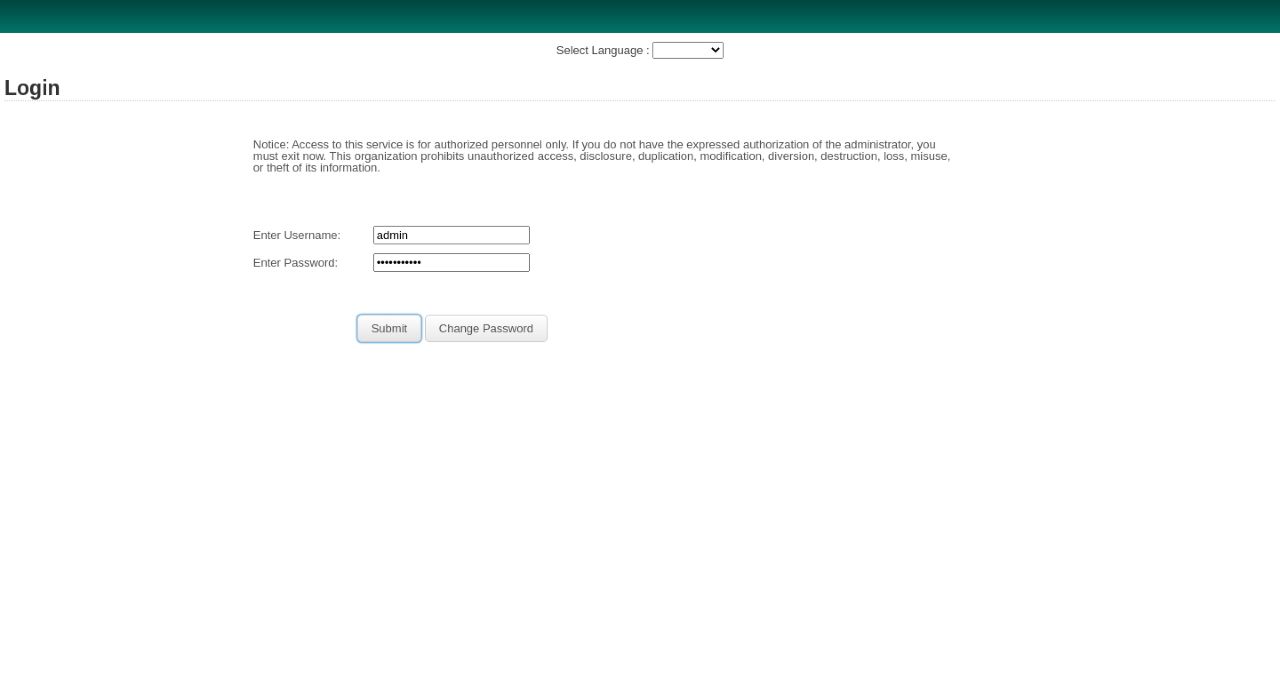 Select Language :
Login
Notice: Access to this service is for authorized personnel only. If you do not have the expressed authorization of the administrator, you
must exit now. This organization prohibits unauthorized access, disclosure, duplication, modification, diversion, destruction, loss, misuse,
or theft of its information.
Enter Username: admin
Enter Password: •••••••••••
Submit Change Password